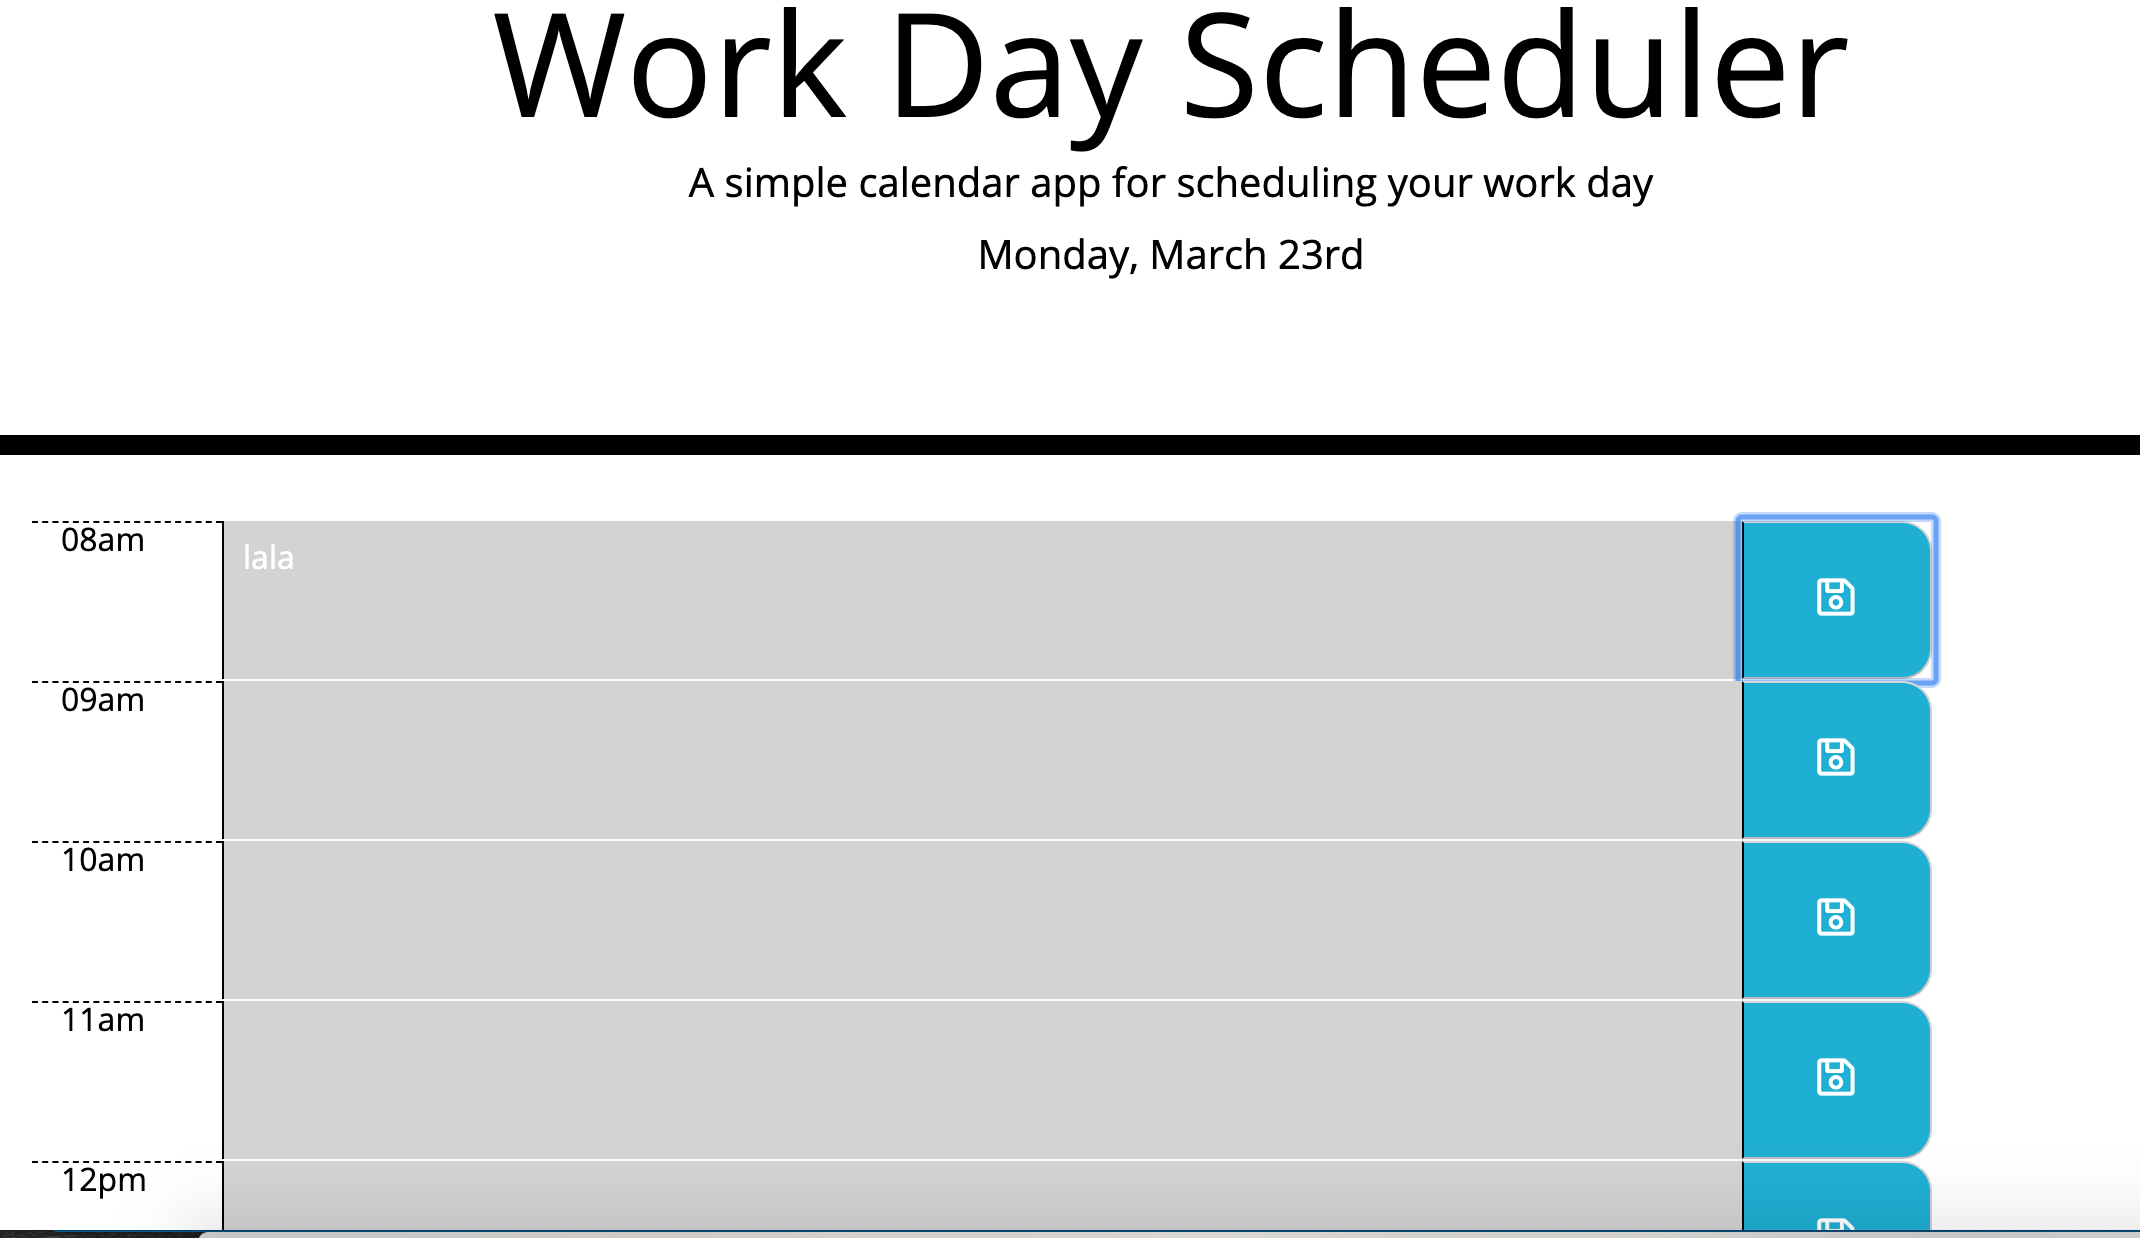 Work Day Scheduler
A simple calendar app for scheduling your work day
Monday, March 23rd
08am
lala
09am
10am
11am
12pm